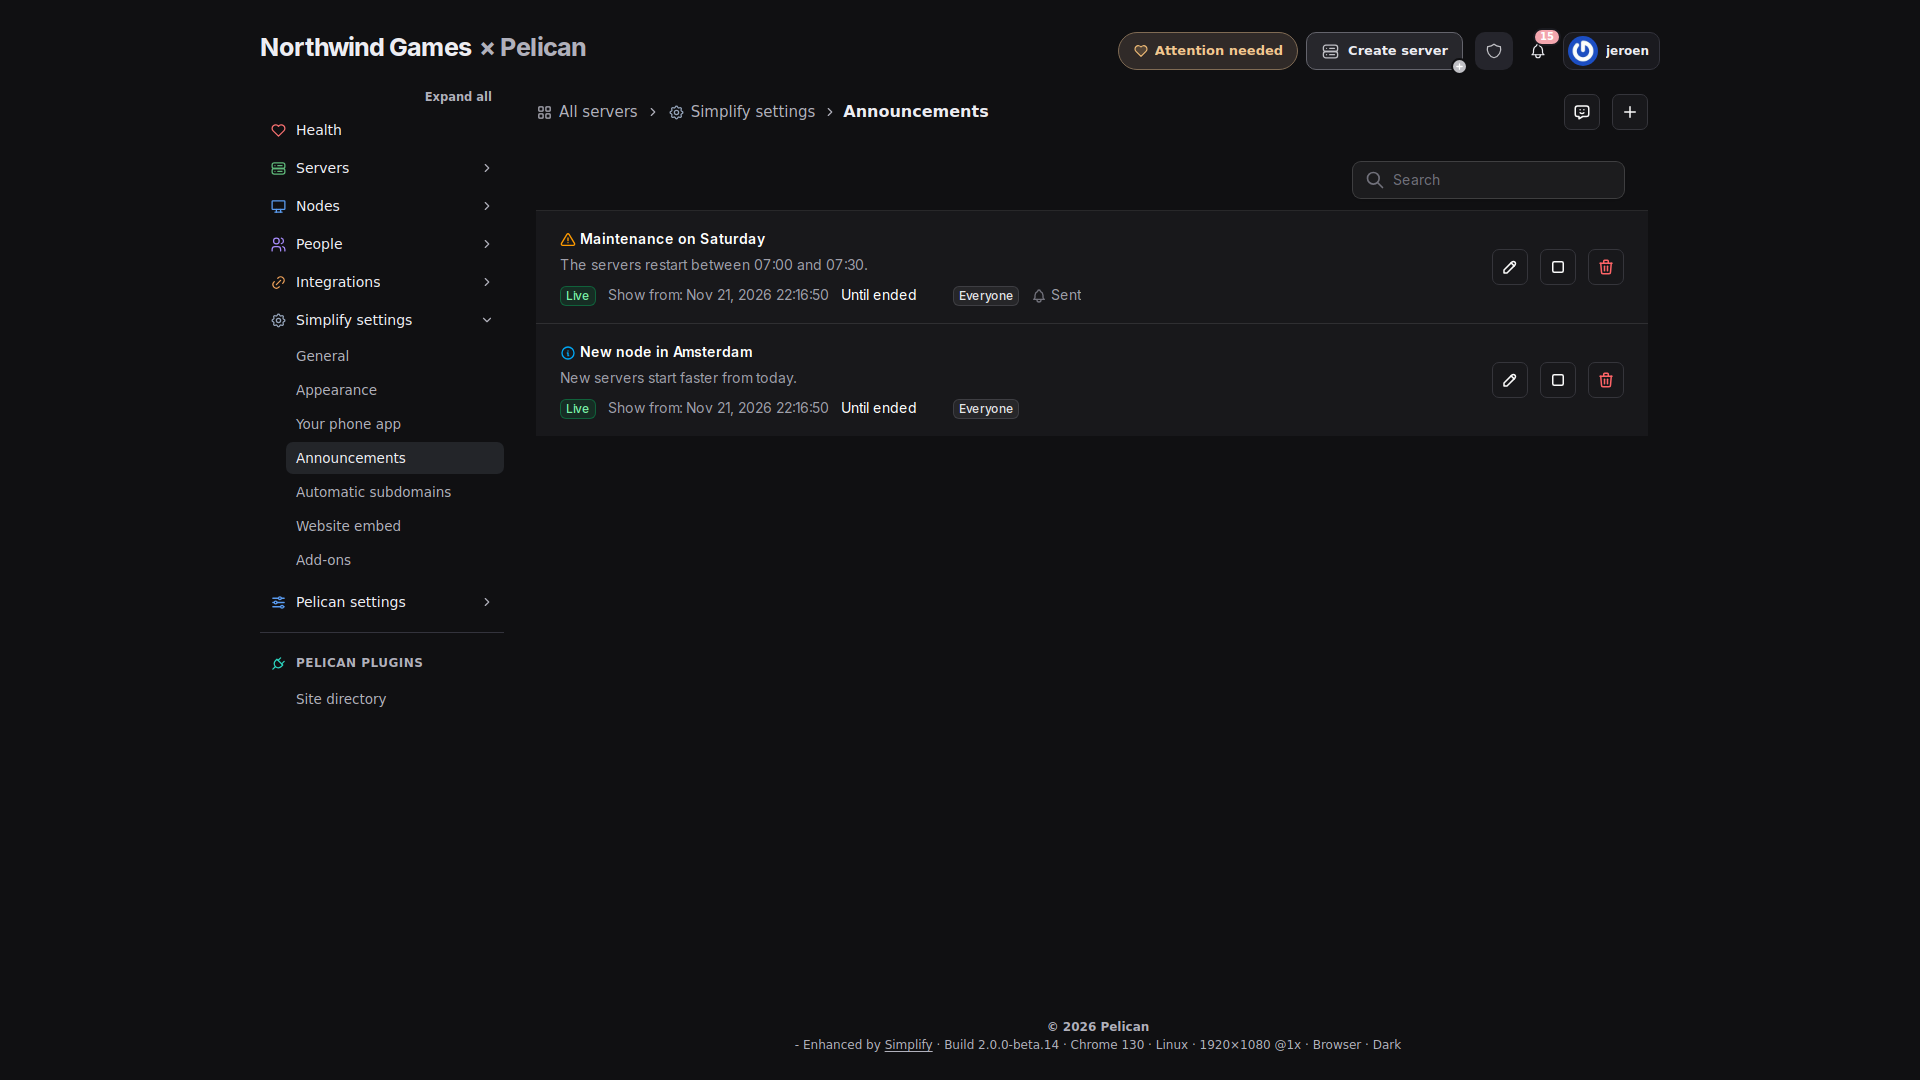 Northwind Games × Pelican
Attention needed
Create server
15
jeroen
Expand all
Health
Servers
Nodes
People
Integrations
Simplify settings
General
Appearance
Your phone app
Announcements
Automatic subdomains
Website embed
Add-ons
Pelican settings
PELICAN PLUGINS
Site directory
All servers > Simplify settings > Announcements
Search
Maintenance on Saturday
The servers restart between 07:00 and 07:30.
Live Show from: Nov 21, 2026 22:16:50 Until ended Everyone Sent
New node in Amsterdam
New servers start faster from today.
Live Show from: Nov 21, 2026 22:16:50 Until ended Everyone
© 2026 Pelican
- Enhanced by Simplify · Build 2.0.0-beta.14 · Chrome 130 · Linux · 1920×1080 @1x · Browser · Dark